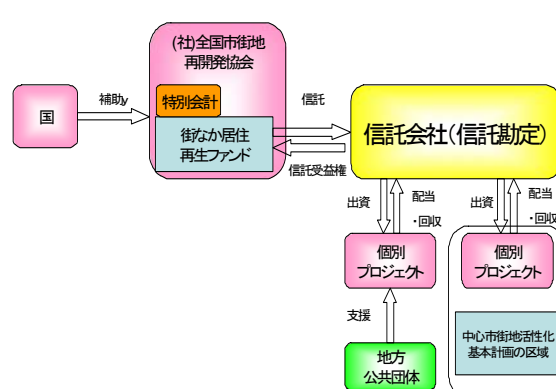 (社)全国市街地
再開発協会
国
補助y
特別会計
街なか居住
再生ファンド
信託
信託受益権
信託会社(信託勘定)
出資
配当
・回収
出資
配当
・回収
個別
プロジェクト
個別
プロジェクト
支援
地方
公共団体
中心市街地活性化
基本計画の区域